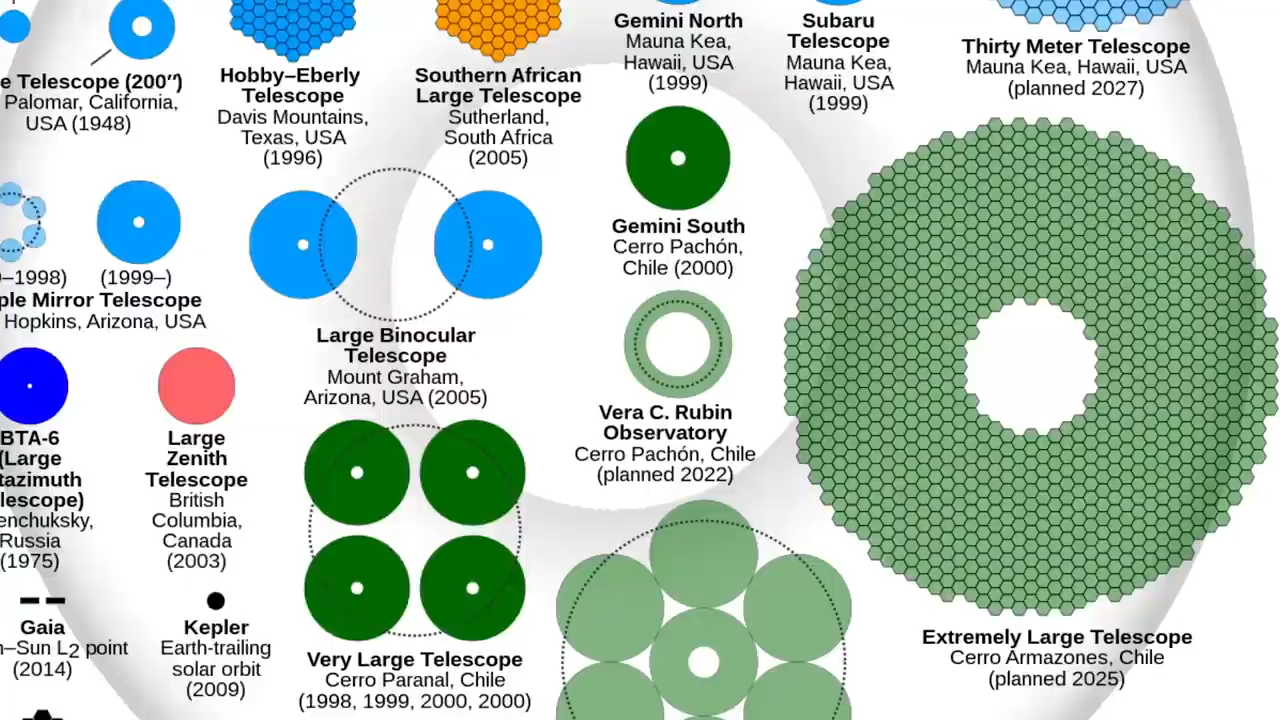 e Telescope (200″)
Palomar, California,
USA (1948)
Hobby–Eberly
Telescope
Davis Mountains,
Texas, USA
(1996)
Southern African
Large Telescope
Sutherland,
South Africa
(2005)
Gemini North
Mauna Kea,
Hawaii, USA
(1999)
Subaru
Telescope
Mauna Kea,
Hawaii, USA
(1999)
Thirty Meter Telescope
Mauna Kea, Hawaii, USA
(planned 2027)
–1998)
(1999–)
ple Mirror Telescope
Hopkins, Arizona, USA
Large Binocular
Telescope
Mount Graham,
Arizona, USA (2005)
Gemini South
Cerro Pachón,
Chile (2000)
Vera C. Rubin
Observatory
Cerro Pachón, Chile
(planned 2022)
BTA-6
(Large
tazimuth
lescope)
enchuksky,
Russia
(1975)
Large
Zenith
Telescope
British
Columbia,
Canada
(2003)
Gaia
–Sun L2 point
(2014)
Kepler
Earth-trailing
solar orbit
(2009)
Very Large Telescope
Cerro Paranal, Chile
(1998, 1999, 2000, 2000)
Extremely Large Telescope
Cerro Armazones, Chile
(planned 2025)